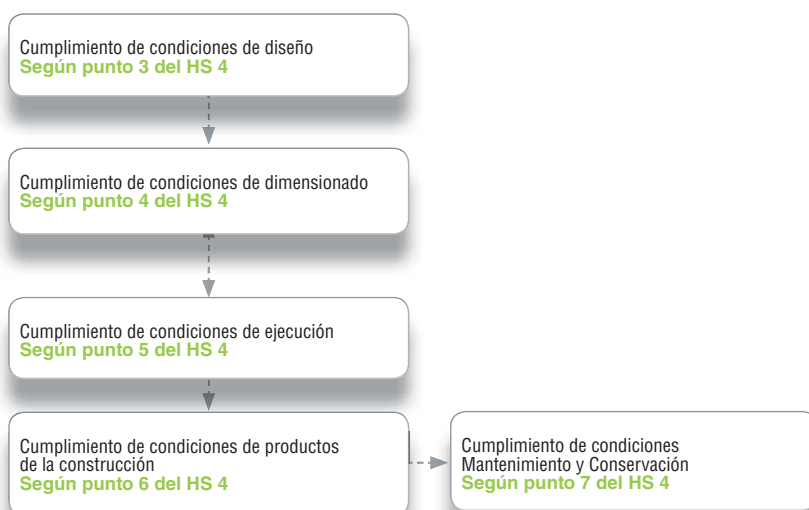 Cumplimiento de condiciones de diseño
Según punto 3 del HS 4
Cumplimiento de condiciones de dimensionado
Según punto 4 del HS 4
Cumplimiento de condiciones de ejecución
Según punto 5 del HS 4
Cumplimiento de condiciones de productos
de la construcción
Según punto 6 del HS 4
Cumplimiento de condiciones
Mantenimiento y Conservación
Según punto 7 del HS 4